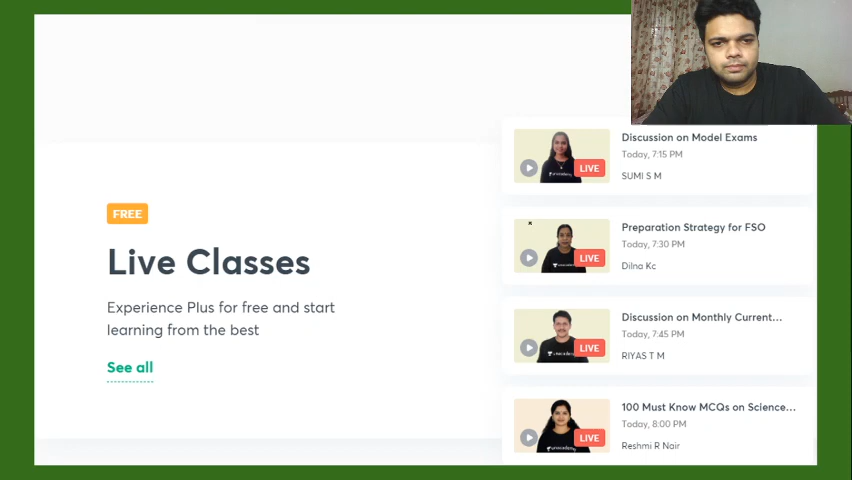 FREE
Live Classes
Experience Plus for free and start
learning from the best
See all
LIVE
Discussion on Model Exams
Today, 7:15 PM
SUMI S M
LIVE
Preparation Strategy for FSO
Today, 7:30 PM
Dilna Kc
LIVE
Discussion on Monthly Current...
Today, 7:45 PM
RIYAS T M
LIVE
100 Must Know MCQs on Science...
Today, 8:00 PM
Reshmi R Nair